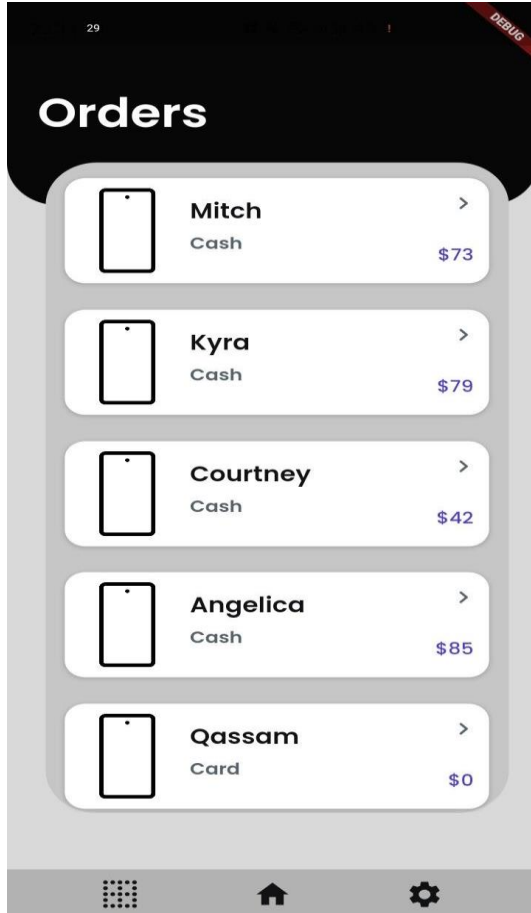 29
!
DEBUG
Orders
Mitch
Cash
$73
Kyra
Cash
$79
Courtney
Cash
$42
Angelica
Cash
$85
Qassam
Card
$0